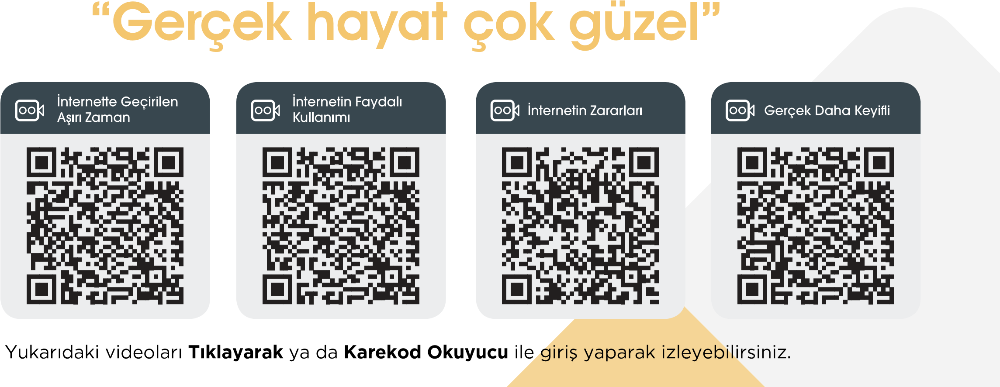 “Gerçek hayat çok güzel”
İnternette Geçirilen
Aşırı Zaman
İnternetin Faydalı
Kullanımı
İnternetin Zararları
Gerçek Daha Keyifli
Yukarıdaki videoları Tıklayarak ya da Karekod Okuyucu ile giriş yaparak izleyebilirsiniz.